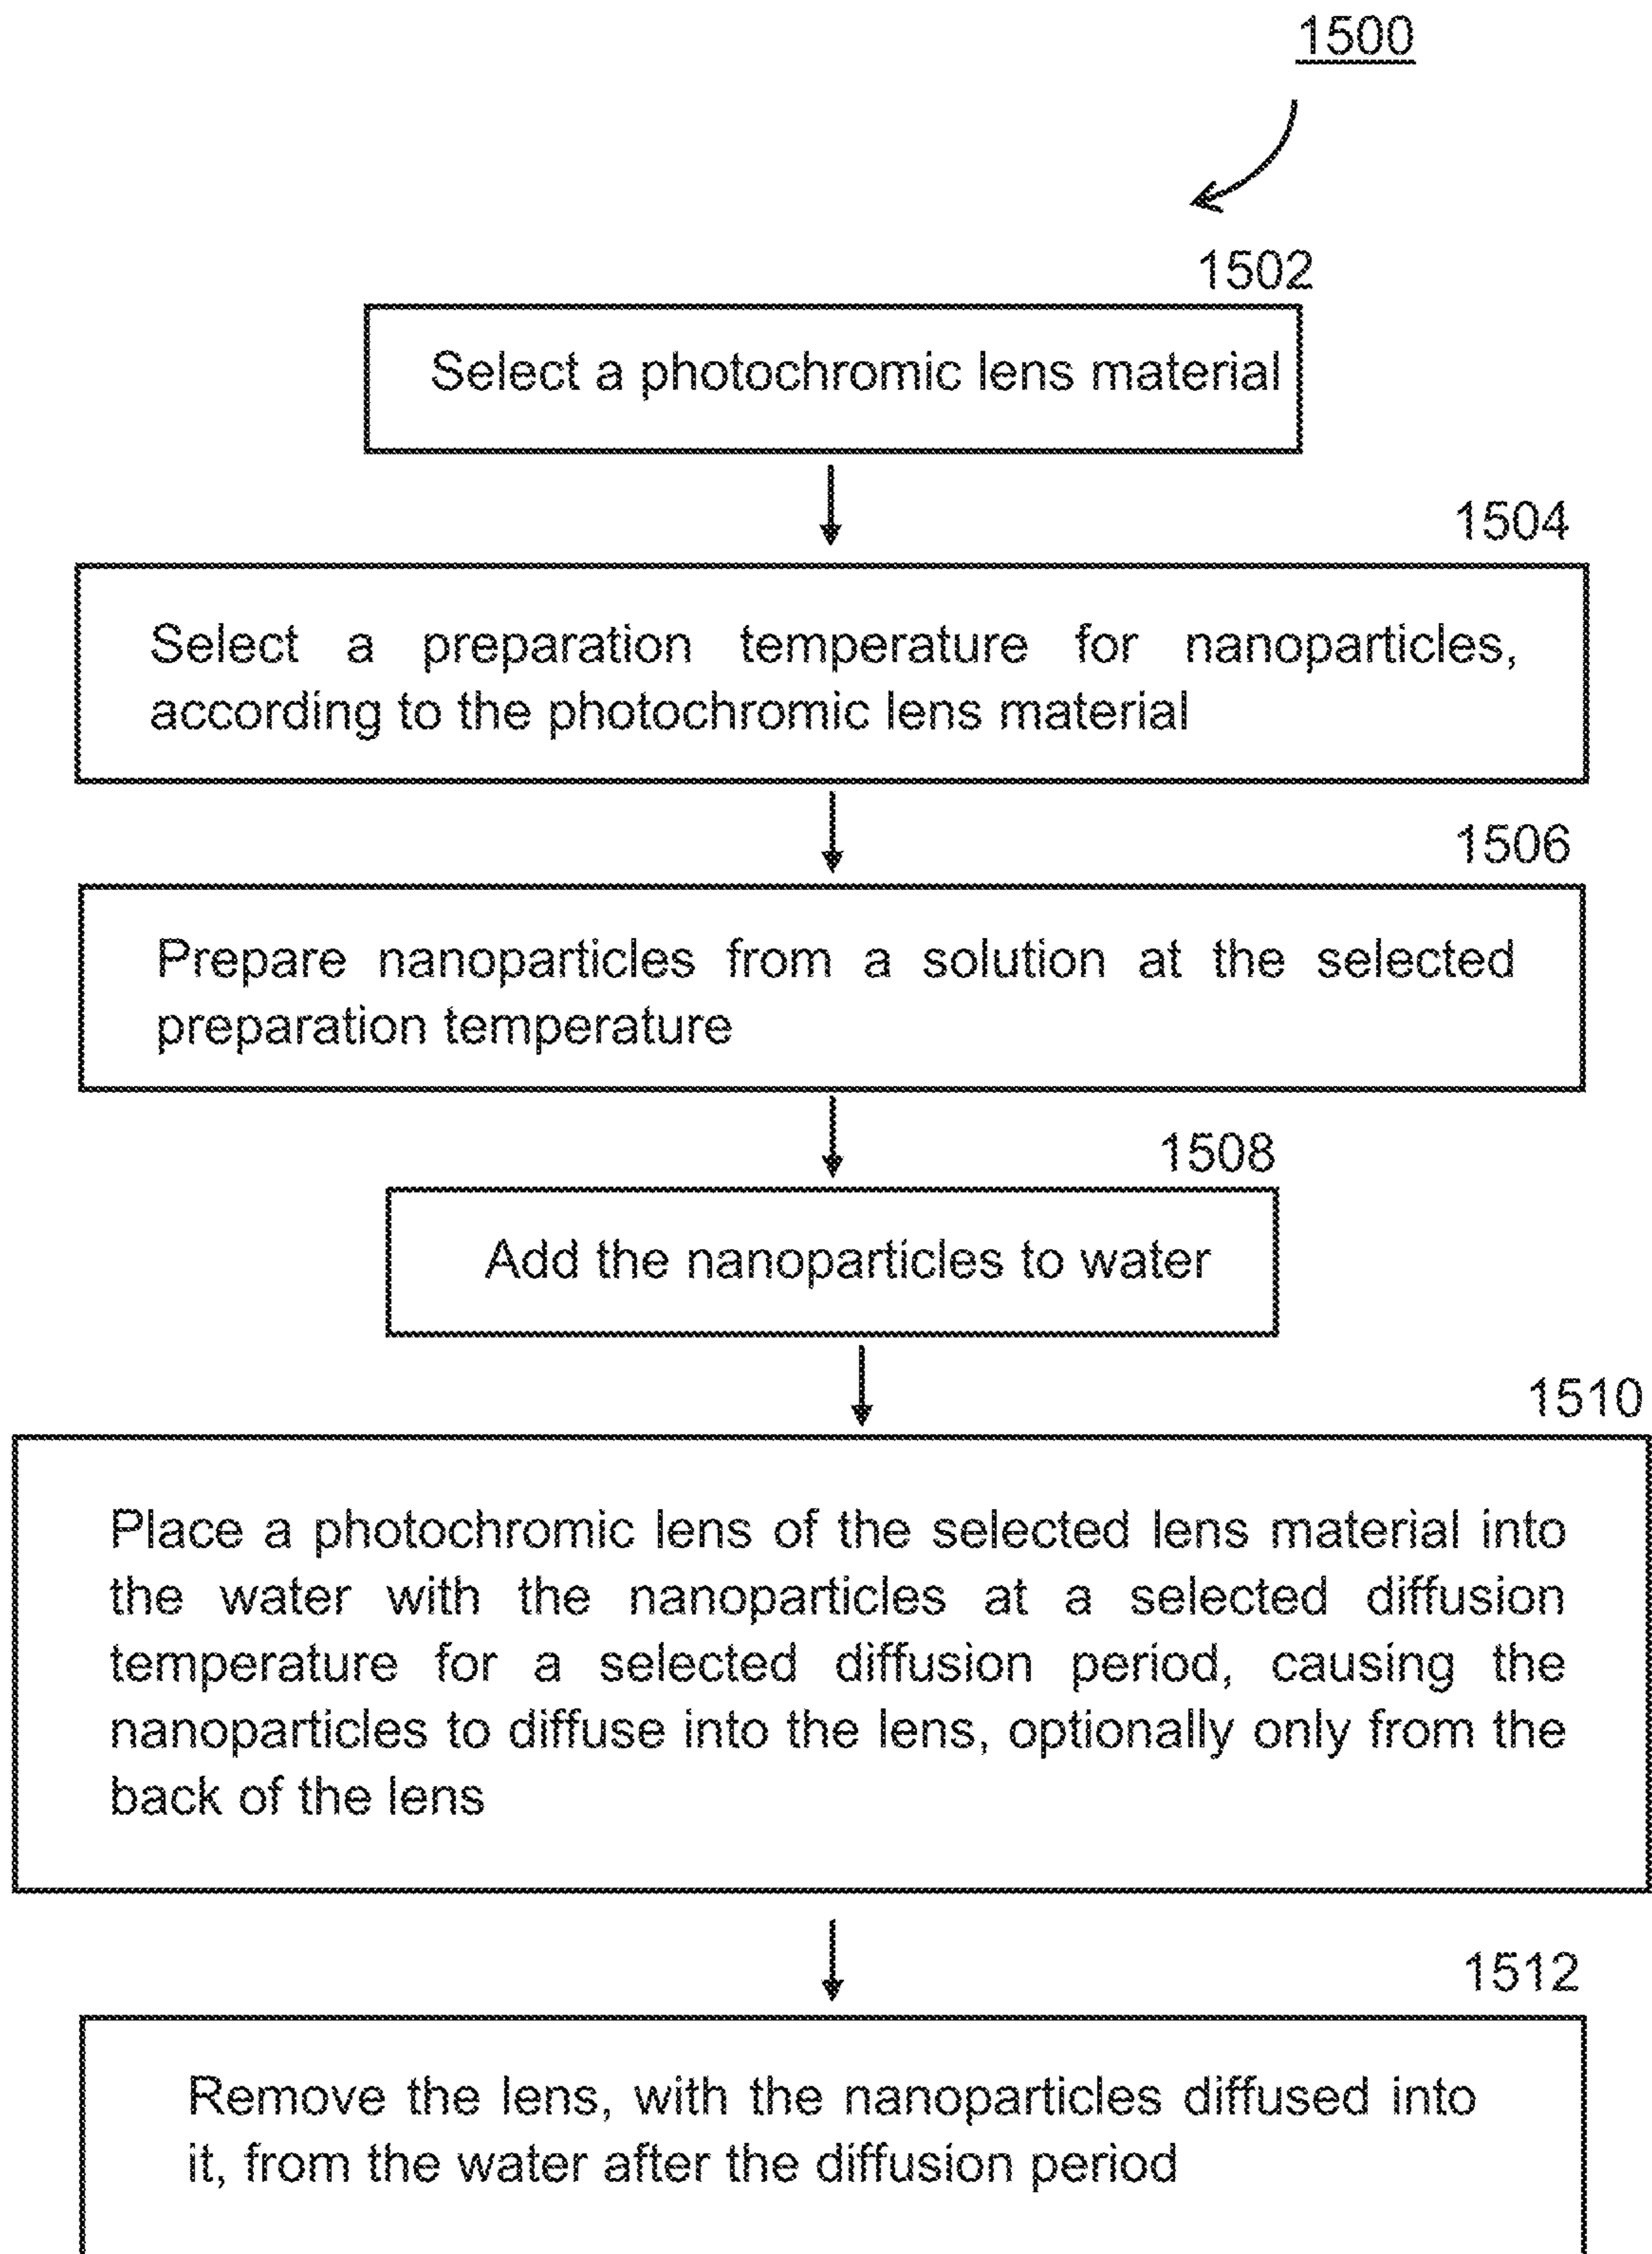 1500
1502
Select a photochromic lens material
1504
Select a preparation temperature for nanoparticles,
according to the photochromic lens material
1506
Prepare nanoparticles from a solution at the selected
preparation temperature
1508
Add the nanoparticles to water
1510
Place a photochromic lens of the selected lens material into
the water with the nanoparticles at a selected diffusion
temperature for a selected diffusion period, causing the
nanoparticles to diffuse into the lens, optionally only from the
back of the lens
1512
Remove the lens, with the nanoparticles diffused into
it, from the water after the diffusion period